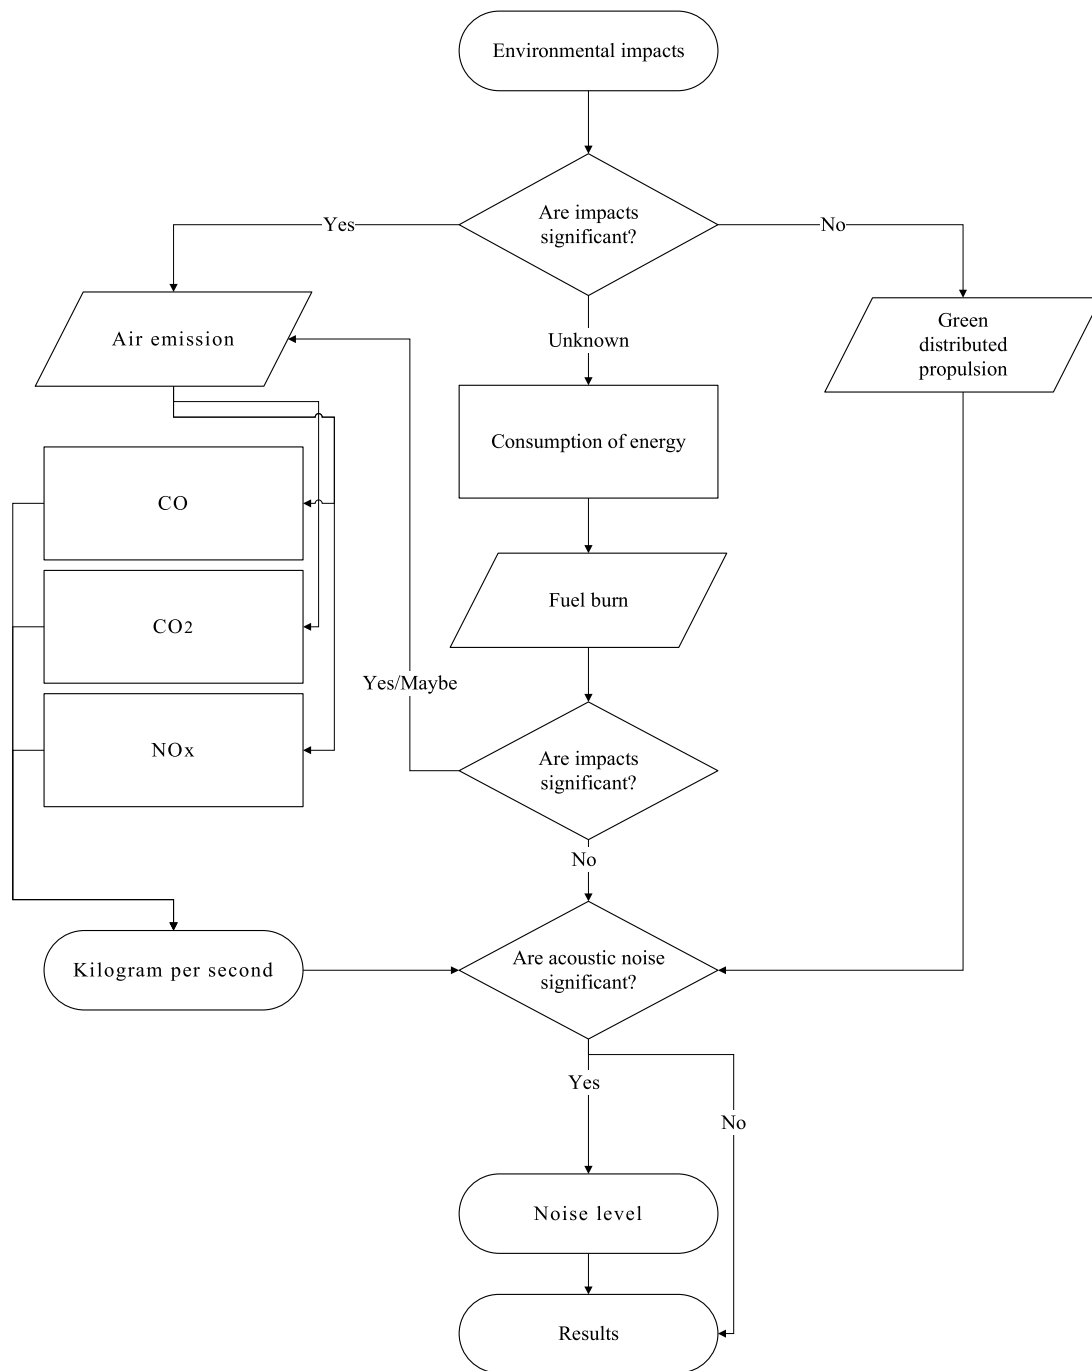 Environmental impacts
Are impacts
significant?
Yes
No
Air emission
Unknown
Green
distributed
propulsion
Consumption of energy
CO
Fuel burn
CO2
Yes/Maybe
NOx
Are impacts
significant?
No
Kilogram per second
Are acoustic noise
significant?
Yes
No
Noise level
Results